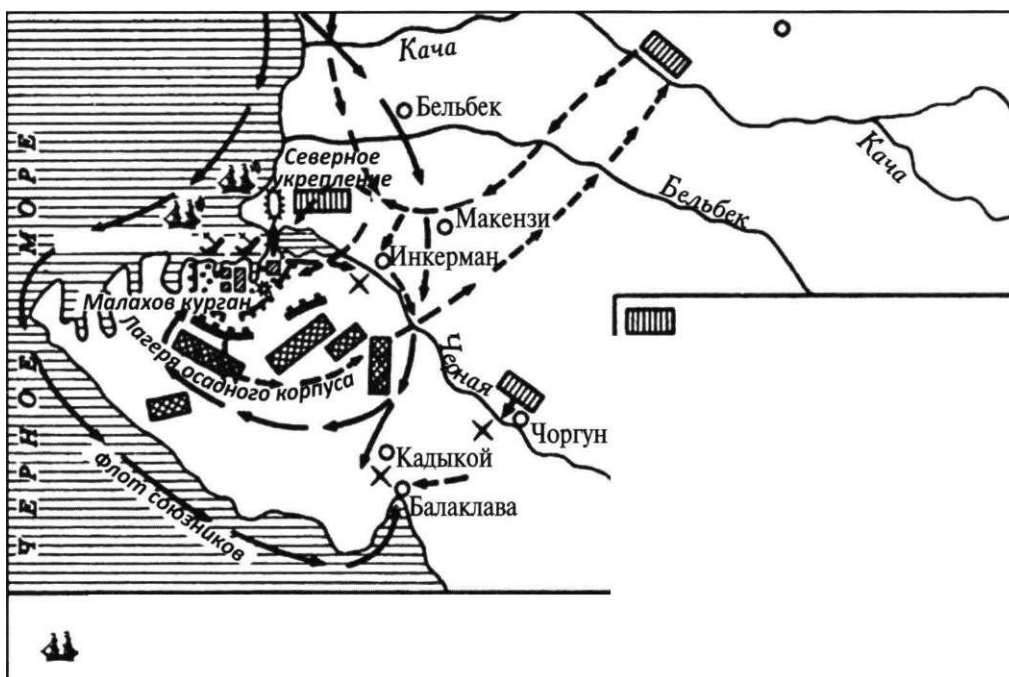 Кача
Бельбек
Северное
укрепление
Кача
Бельбек
Макензи
Инкерман
Малахов курган
Лагеря осадного корпуса
Черная
Чоргун
Кадыкой
Балаклава
Флот союзников
ЧЕРНОЕ МОРЕ